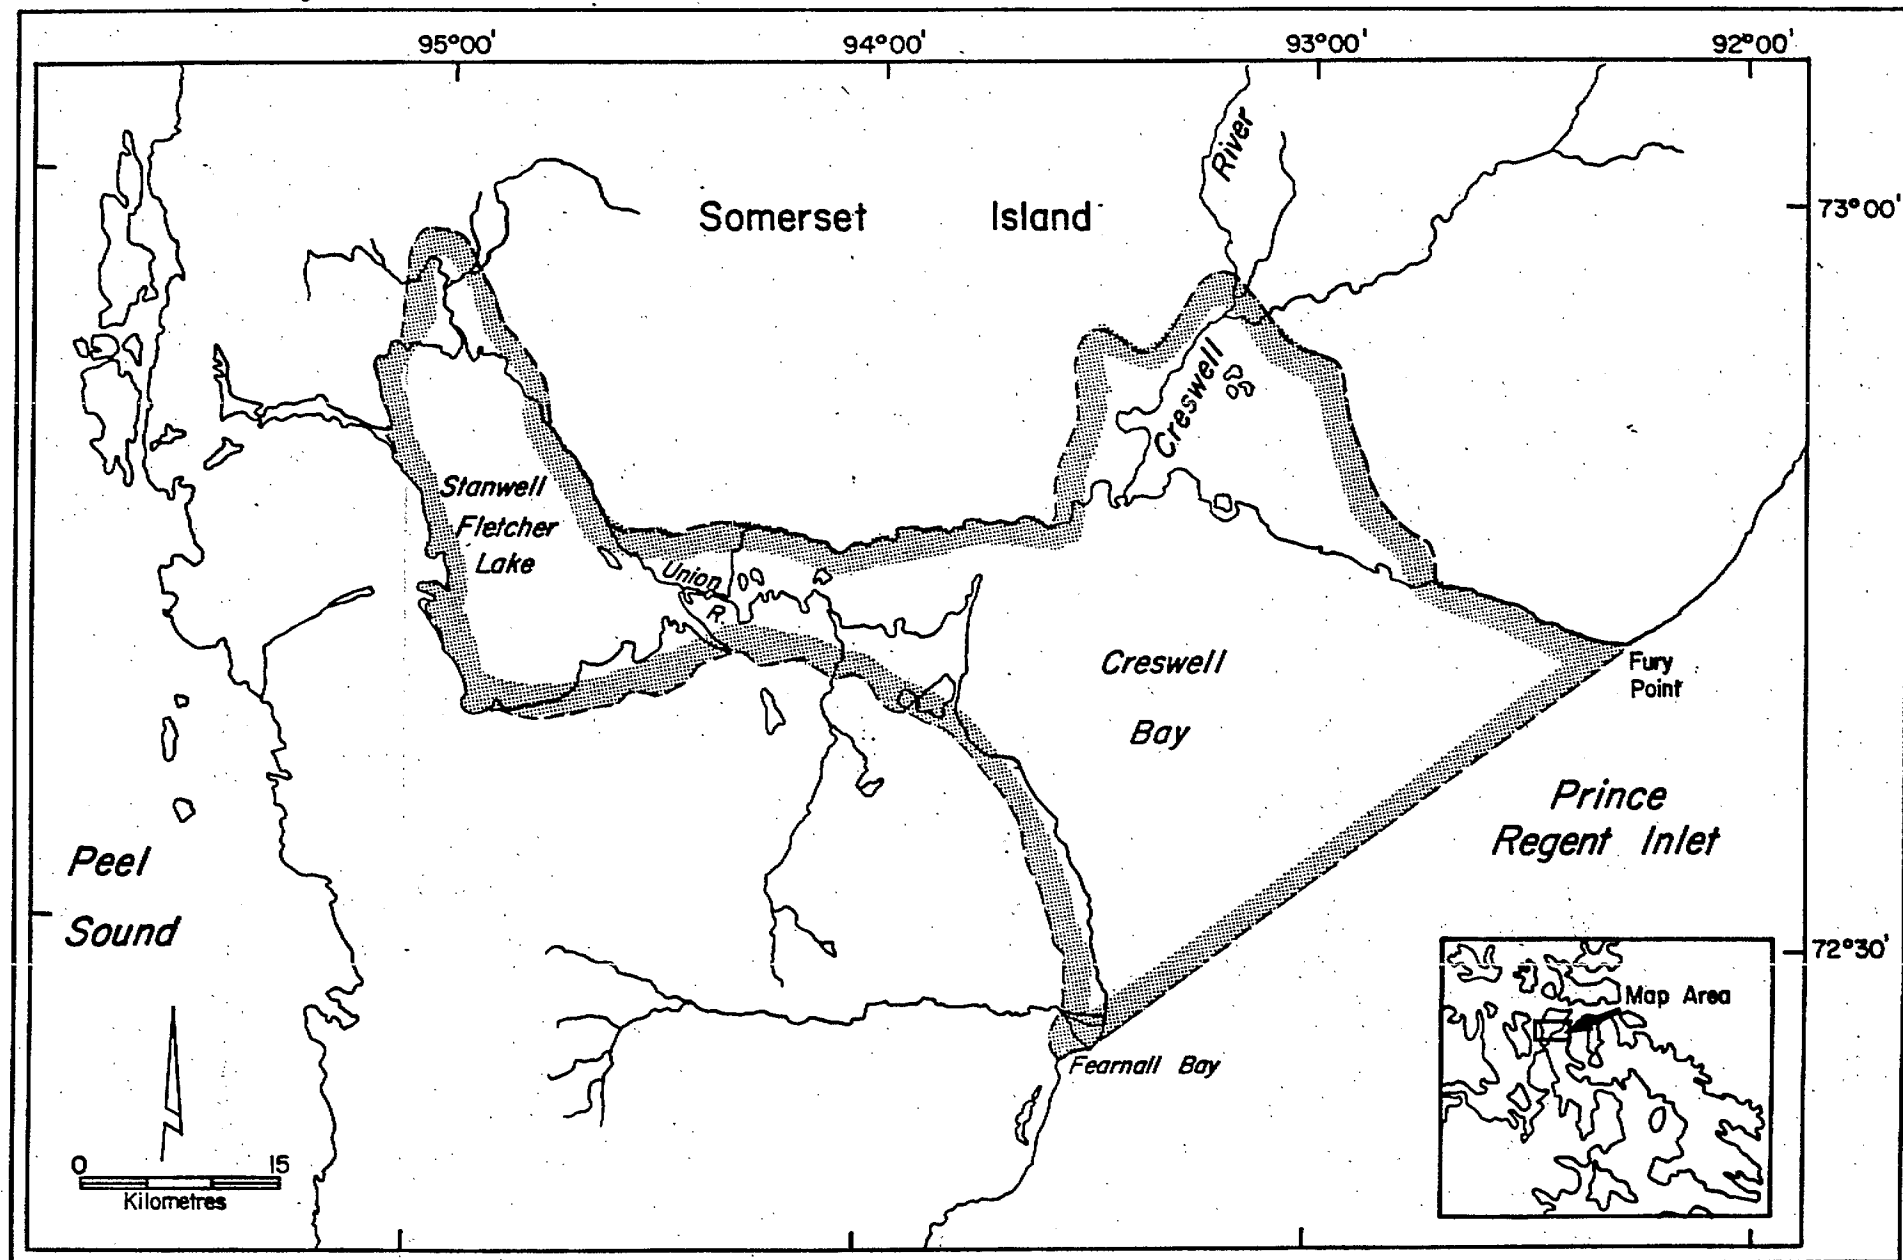 95°00'
94°00'
93°00'
92°00'
River
Somerset Island
73°00'
Creswell
Stanwell
Fletcher
Lake
Union
R.
Creswell
Bay
Fury
Point
Prince
Regent Inlet
Peel
Sound
72°30'
Map Area
Fearnall Bay
0 15
Kilometres